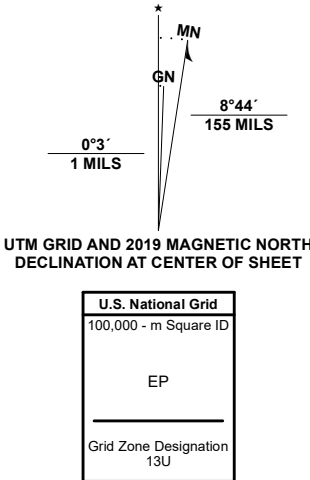 MN
GN
8°44´
155 MILS
0°3´
1 MILS
UTM GRID AND 2019 MAGNETIC NORTH
DECLINATION AT CENTER OF SHEET
U.S. National Grid
100,000 - m Square ID
EP
Grid Zone Designation
13U